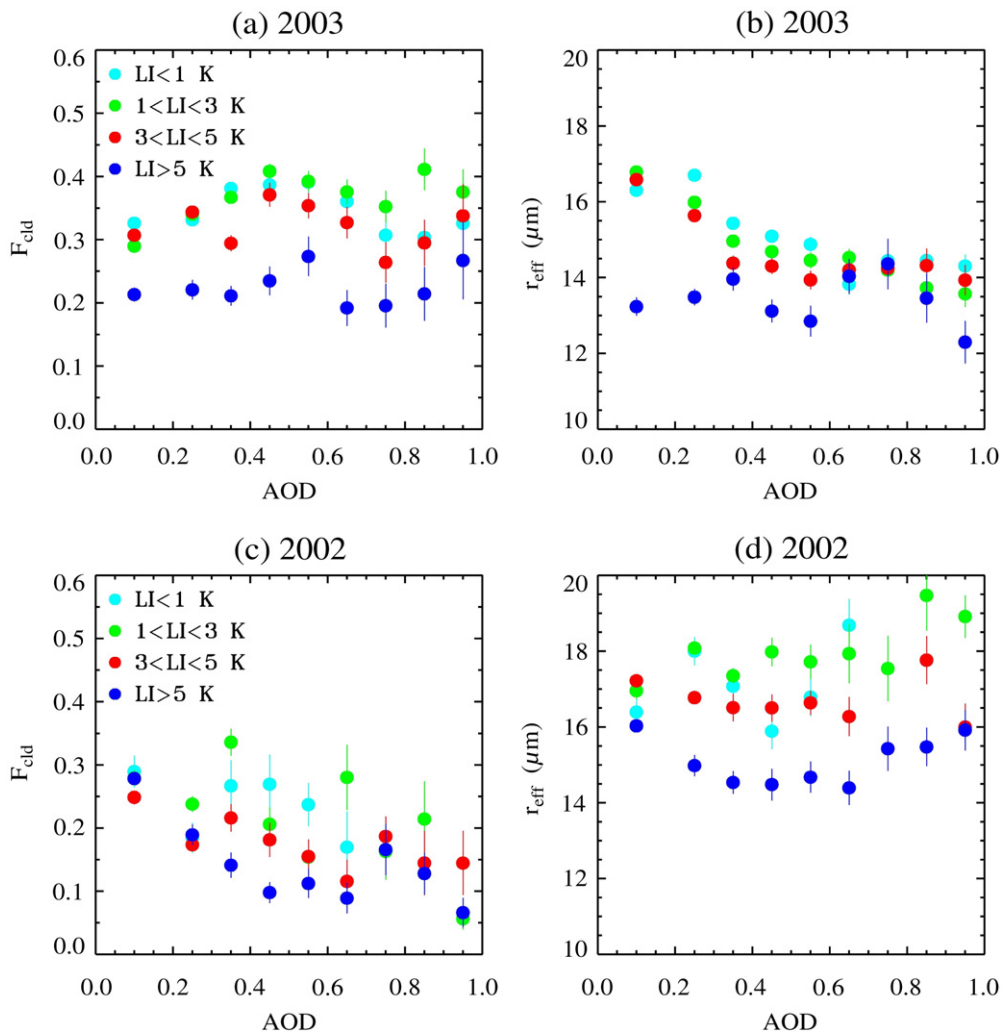 (a) 2003
0.6
0.5
0.4
0.3
0.2
0.1
0.0
F_cld
LI<1 K
1<LI<3 K
3<LI<5 K
LI>5 K
0.0 0.2 0.4 0.6 0.8 1.0
AOD
(b) 2003
20
18
16
14
12
10
r_eff (μm)
0.0 0.2 0.4 0.6 0.8 1.0
AOD
(c) 2002
0.6
0.5
0.4
0.3
0.2
0.1
0.0
F_cld
LI<1 K
1<LI<3 K
3<LI<5 K
LI>5 K
0.0 0.2 0.4 0.6 0.8 1.0
AOD
(d) 2002
20
18
16
14
12
10
r_eff (μm)
0.0 0.2 0.4 0.6 0.8 1.0
AOD